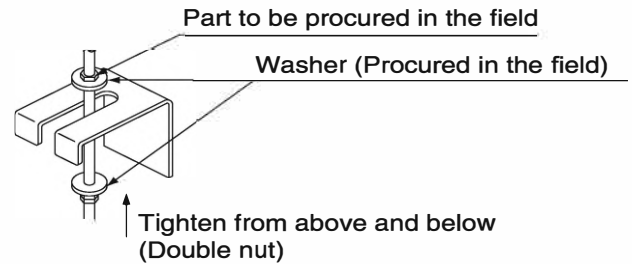 Part to be procured in the field
Washer (Procured in the field)
Tighten from above and below
(Double nut)